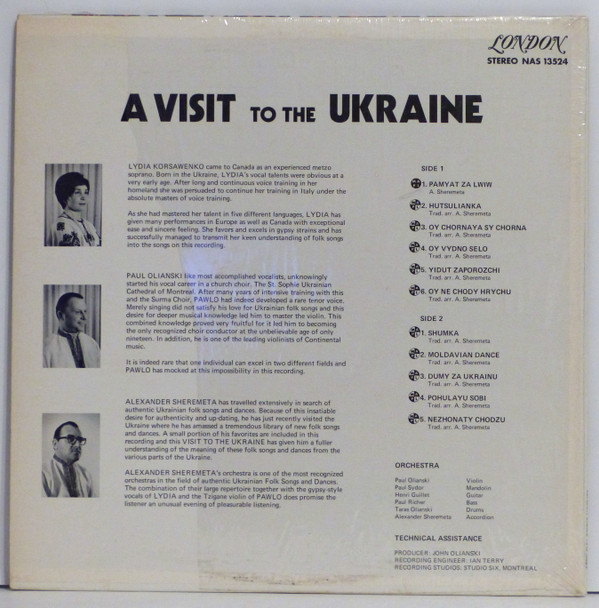 LONDON
STEREO NAS 13524
A VISIT TO THE UKRAINE
LYDIA KORSAWENKO came to Canada as an experienced metzo
soprano. Born in the Ukraine, LYDIA's vocal talents were obvious at a
very early age. After long and continuous voice training in her
homeland she was persuaded to continue her training in Italy under the
absolute masters of voice training.
As she had mastered her talent in five different languages, LYDIA has
given many performances in Europe as well as Canada with exceptional
ease and sincere feeling. She favors and excels in gypsy strains and has
successfully managed to transmit her keen understanding of folk songs
into the songs on this recording.
PAUL OLIANSKI like most accomplished vocalists, unknowingly
started his vocal career in a church choir. The St. Sophie Ukrainian
Cathedral of Montreal. After many years of intensive training with this
and the Surma Choir, PAWLO had indeed developed a rare tenor voice.
Merely singing did not satisfy his love for Ukrainian folk songs and this
desire for deeper musical knowledge led him to master the violin. This
combined knowledge proved very fruitful for it led him to becoming
the only recognized choir conductor at the unbelievable age of only
nineteen. In addition, he is one of the leading violinists of Continental
music.
It is indeed rare that one individual can excel in two different fields and
PAWLO has mocked at this impossibility in this recording.
ALEXANDER SHEREMETA has travelled extensively in search of
authentic Ukrainian folk songs and dances. Because of this insatiable
desire for authenticity and up-dating, he has just recently visited the
Ukraine where he has amassed a tremendous library of new folk songs
and dances. A small portion of his favorites are included in this
recording and this VISIT TO THE UKRAINE has given him a fuller
understanding of the meaning of these folk songs and dances from the
various parts of the Ukraine.
ALEXANDER SHEREMETA's orchestra is one of the most recognized
orchestras in the field of authentic Ukrainian Folk Songs and Dances.
The combination of their large repertoire together with the gypsy-style
vocals of LYDIA and the Tzigane violin of PAWLO does promise the
listener an unusual evening of pleasurable listening.
SIDE 1
1. PAMYAT ZA LWIW
A. Sheremeta
2. HUTSULIANKA
Trad. arr. A. Sheremeta
3. OY CHORNAYA SY CHORNA
Trad. arr. A. Sheremeta
4. OY VYDNO SELO
Trad. arr. A. Sheremeta
5. YIDUT ZAPOROZCHI
Trad. arr. A. Sheremeta
6. OY NE CHODY HRYCHU
Trad. arr. A. Sheremeta
SIDE 2
1. SHUMKA
Trad. arr. A. Sheremeta
2. MOLDAVIAN DANCE
Trad. arr. A. Sheremeta
3. DUMY ZA UKRAINU
Trad. arr. A. Sheremeta
4. POHULAYU SOBI
Trad. arr. A. Sheremeta
5. NEZHONATY CHODZU
Trad. arr. A. Sheremeta
ORCHESTRA
Paul Olianski Violin
Paul Sydor Mandolin
Henri Quillet Guitar
Paul Richer Bass
Taras Olianski Drums
Alexander Sheremeta Accordian
TECHNICAL ASSISTANCE
PRODUCER: JOHN OLIANSKI
RECORDING ENGINEER: IAN TERRY
RECORDING STUDIOS: STUDIO SIX, MONTREAL